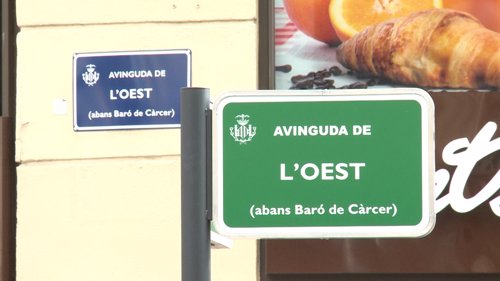 AVINGUDA DE
L'OEST
(abans Baró de Càrcer)
AVINGUDA DE
L'OEST
(abans Baró de Càrcer)